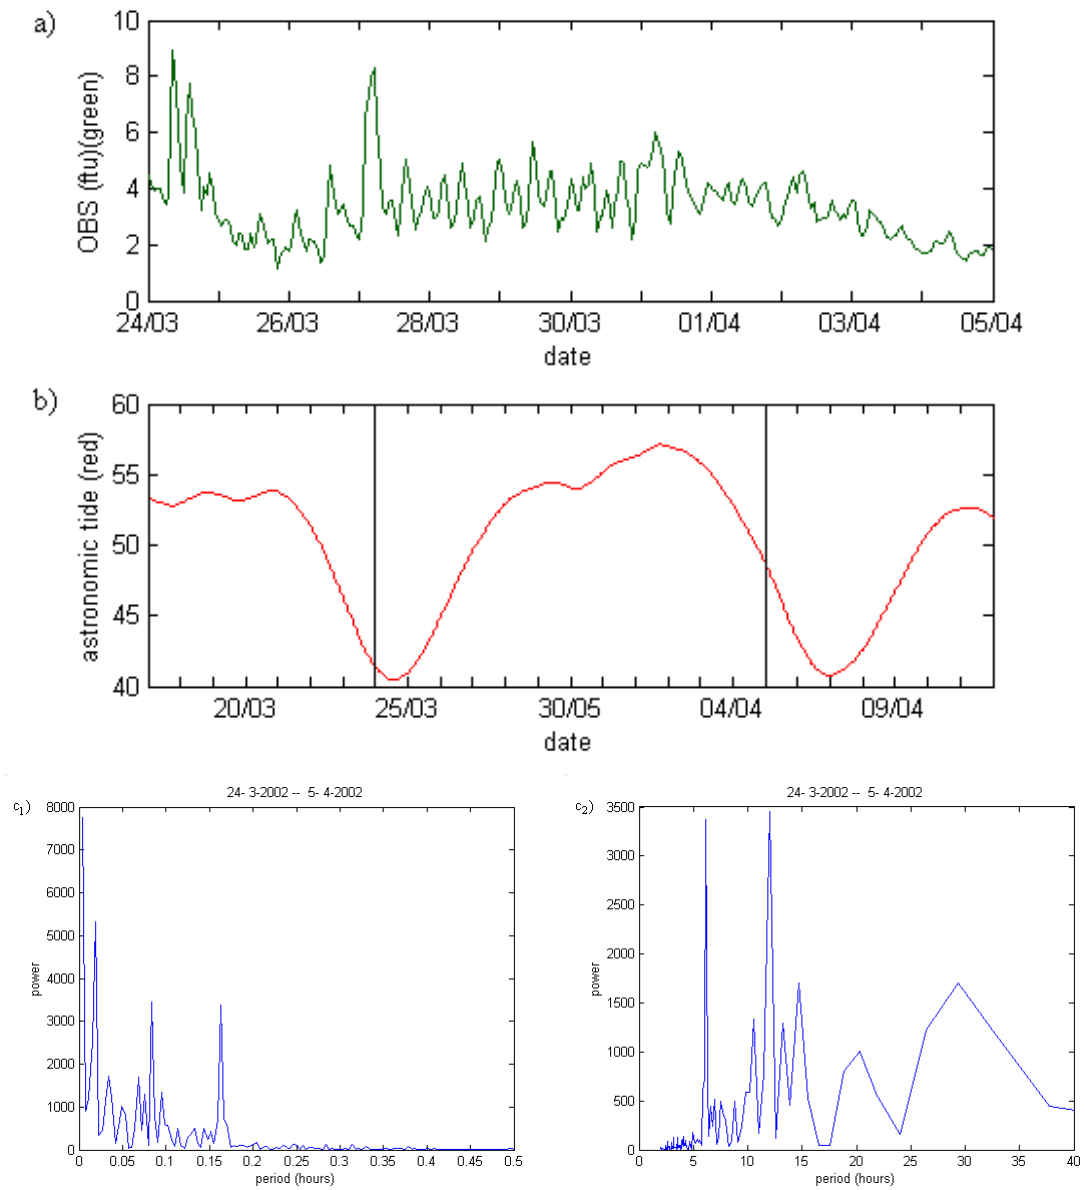 a)
OBS (ftu)(green)
10
8
6
4
2
0
24/03 26/03 28/03 30/03 01/04 03/04 05/04
date
b)
astronomic tide (red)
60
55
50
45
40
20/03 25/03 30/05 04/04 09/04
date
c1)
24- 3-2002 -- 5- 4-2002
power
8000
7000
6000
5000
4000
3000
2000
1000
0
0 0.05 0.1 0.15 0.2 0.25 0.3 0.35 0.4 0.45 0.5
period (hours)
c2)
24- 3-2002 -- 5- 4-2002
power
3500
3000
2500
2000
1500
1000
500
0
0 5 10 15 20 25 30 35 40
period (hours)